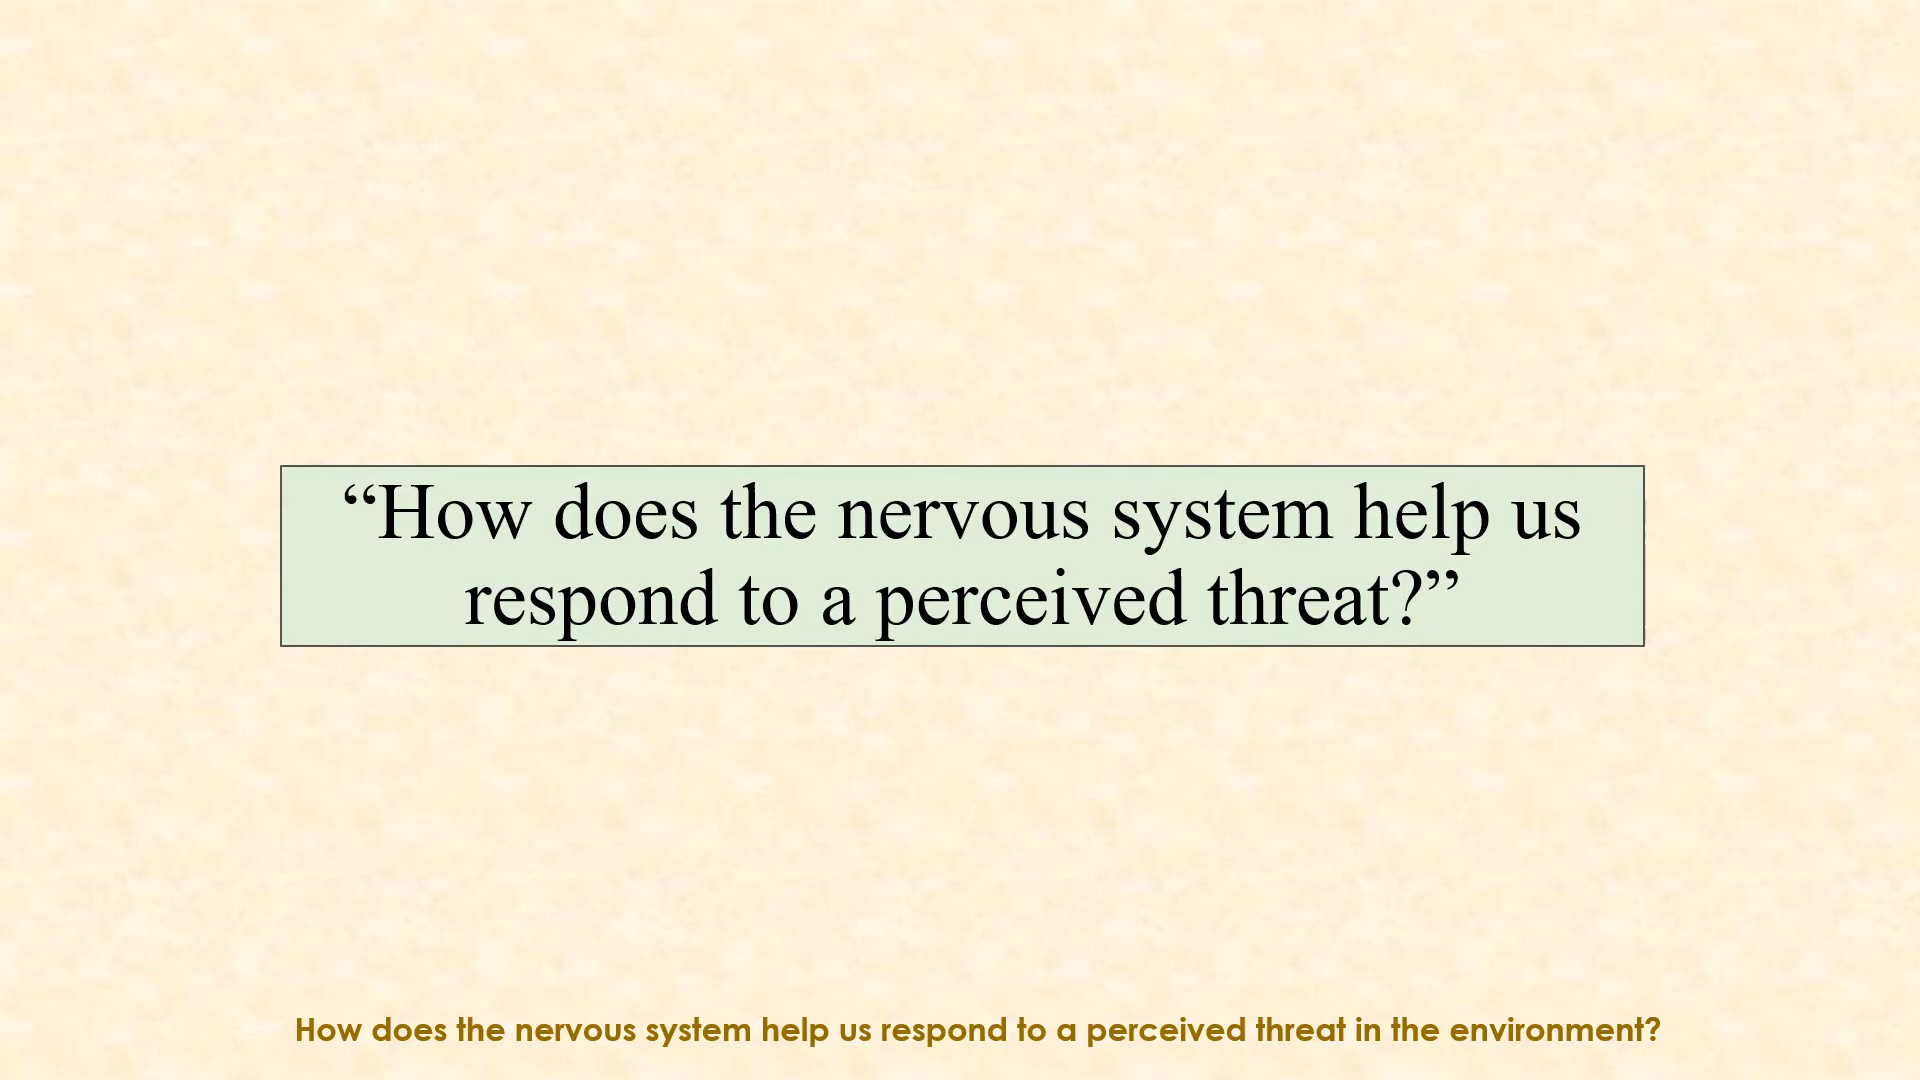 “How does the nervous system help us
respond to a perceived threat?”
How does the nervous system help us respond to a perceived threat in the environment?